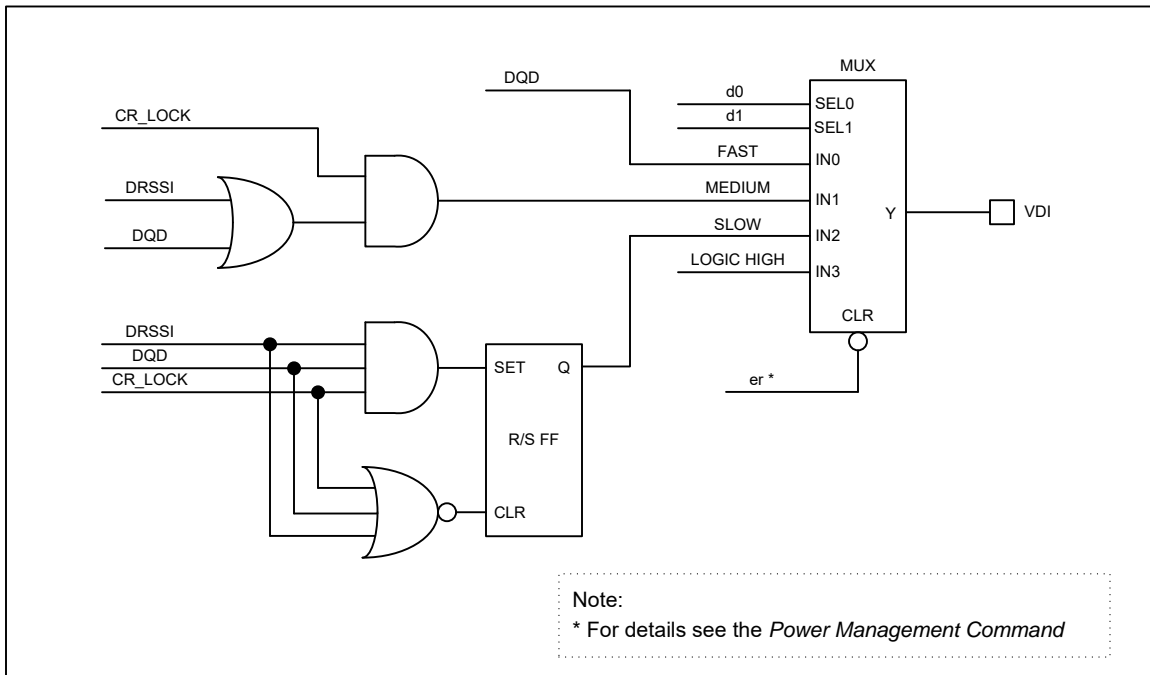 MUX
DQD
d0
SEL0
CR_LOCK
d1
SEL1
FAST
IN0
DRSSI
MEDIUM
IN1
Y
VDI
DQD
SLOW
IN2
LOGIC HIGH
IN3
CLR
DRSSI
DQD
SET
Q
CR_LOCK
er *
R/S FF
CLR
Note:
* For details see the Power Management Command